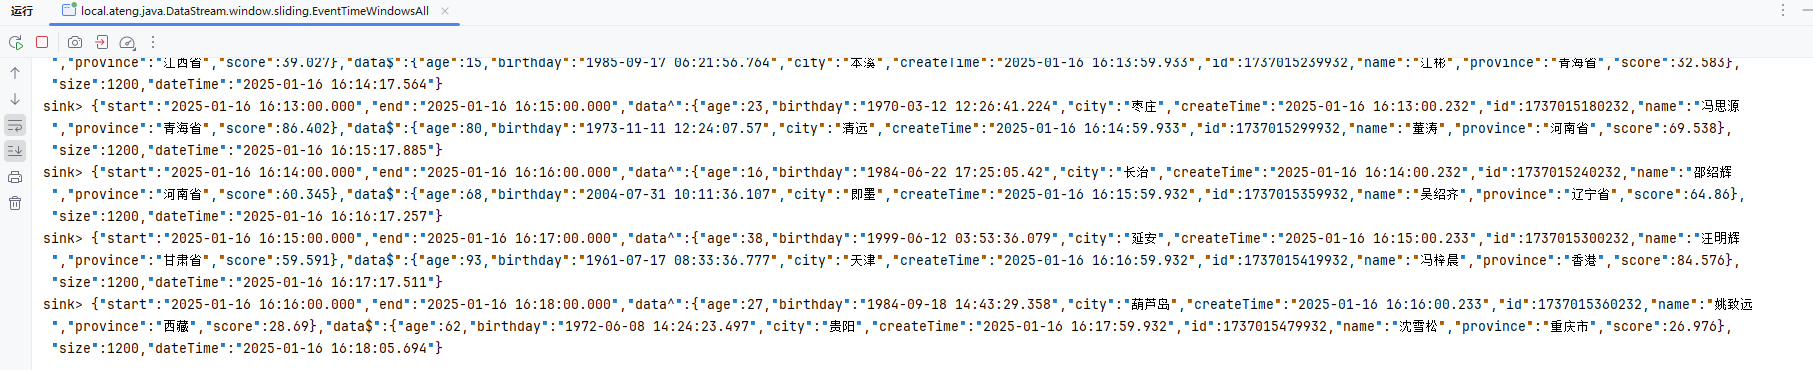 运行 local.ateng.java.DataStream.window.sliding.EventTimeWindowsAll
","province":"江西省","score":39.027},"data$":{"age":15,"birthday":"1985-09-17 06:21:56.764","city":"本溪","createTime":"2025-01-16 16:13:59.933","id":1737015239932,"name":"江彬","province":"青海省","score":32.583},
"size":1200,"dateTime":"2025-01-16 16:14:17.564"}
sink> {"start":"2025-01-16 16:13:00.000","end":"2025-01-16 16:15:00.000","data^":{"age":23,"birthday":"1970-03-12 12:26:41.224","city":"枣庄","createTime":"2025-01-16 16:13:00.232","id":1737015180232,"name":"冯思源
","province":"青海省","score":86.402},"data$":{"age":80,"birthday":"1973-11-11 12:24:07.57","city":"清远","createTime":"2025-01-16 16:14:59.933","id":1737015299932,"name":"董涛","province":"河南省","score":69.538},
"size":1200,"dateTime":"2025-01-16 16:15:17.885"}
sink> {"start":"2025-01-16 16:14:00.000","end":"2025-01-16 16:16:00.000","data^":{"age":16,"birthday":"1984-06-22 17:25:05.42","city":"长治","createTime":"2025-01-16 16:14:00.232","id":1737015240232,"name":"邵绍辉
","province":"河南省","score":60.345},"data$":{"age":68,"birthday":"2004-07-31 10:11:36.107","city":"即墨","createTime":"2025-01-16 16:15:59.932","id":1737015359932,"name":"吴绍齐","province":"辽宁省","score":64.86},
"size":1200,"dateTime":"2025-01-16 16:16:17.257"}
sink> {"start":"2025-01-16 16:15:00.000","end":"2025-01-16 16:17:00.000","data^":{"age":38,"birthday":"1999-06-12 03:53:36.079","city":"延安","createTime":"2025-01-16 16:15:00.233","id":1737015300232,"name":"汪明辉
","province":"甘肃省","score":59.591},"data$":{"age":93,"birthday":"1961-07-17 08:33:36.777","city":"天津","createTime":"2025-01-16 16:16:59.932","id":1737015419932,"name":"冯梓晨","province":"香港","score":84.576},
"size":1200,"dateTime":"2025-01-16 16:17:17.511"}
sink> {"start":"2025-01-16 16:16:00.000","end":"2025-01-16 16:18:00.000","data^":{"age":27,"birthday":"1984-09-18 14:43:29.358","city":"葫芦岛","createTime":"2025-01-16 16:16:00.233","id":1737015360232,"name":"姚致远
","province":"西藏","score":28.69},"data$":{"age":62,"birthday":"1972-06-08 14:24:23.497","city":"贵阳","createTime":"2025-01-16 16:17:59.932","id":1737015479932,"name":"沈雪松","province":"重庆市","score":26.976},
"size":1200,"dateTime":"2025-01-16 16:18:05.694"}